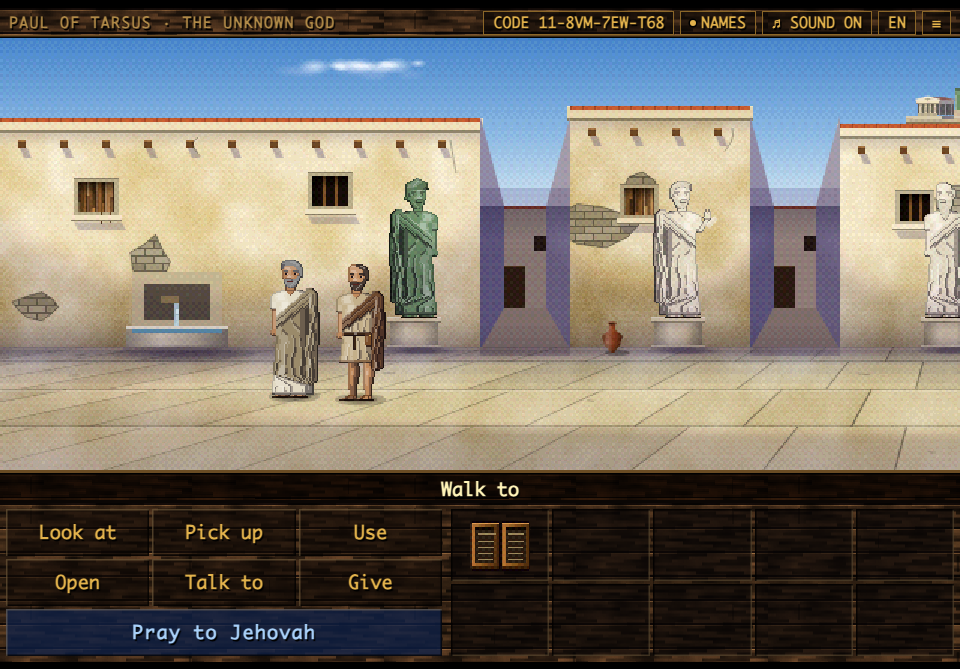 PAUL OF TARSUS · THE UNKNOWN GOD
CODE 11-8VM-7EW-T68
• NAMES
♬ SOUND ON
EN
≡
Walk to
Look at
Pick up
Use
Open
Talk to
Give
Pray to Jehovah